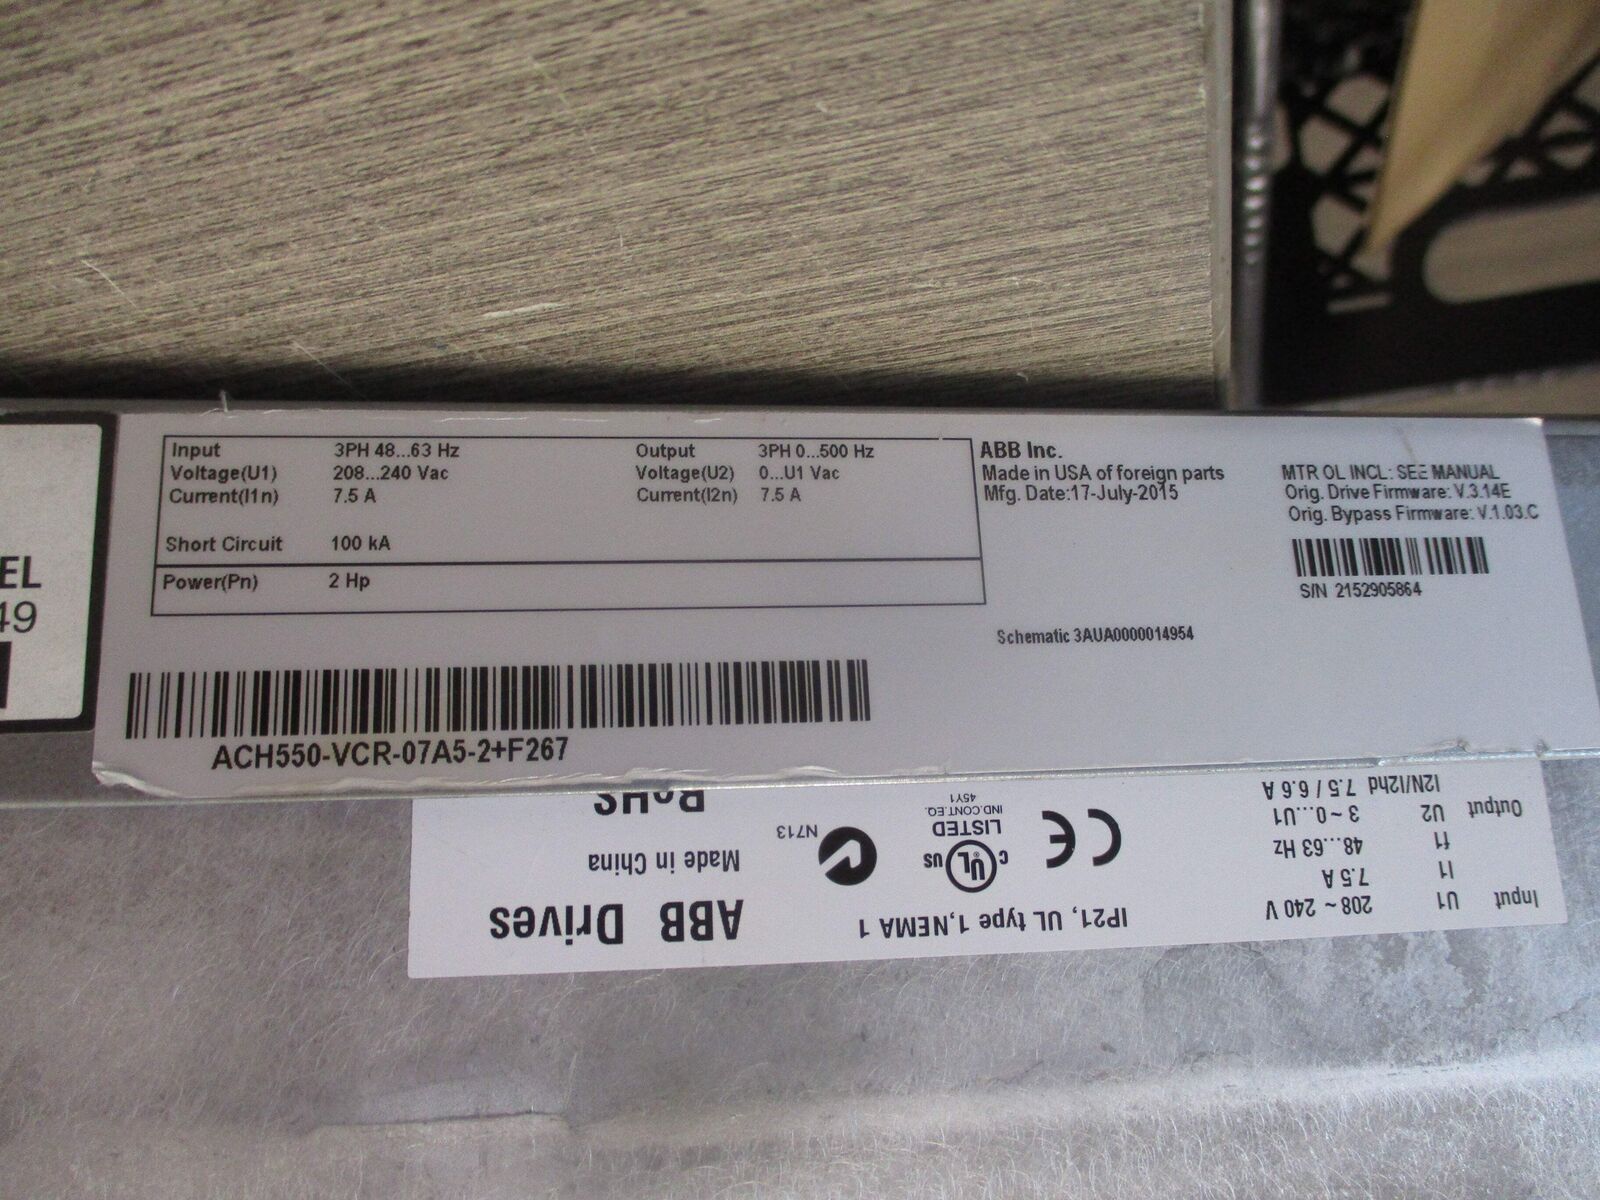 EL
49
Input 3PH 48...63 Hz Output 3PH 0...500 Hz
Voltage(U1) 208...240 Vac Voltage(U2) 0...U1 Vac
Current(I1n) 7.5 A Current(I2n) 7.5 A
Short Circuit 100 kA
Power(Pn) 2 Hp
ABB Inc.
Made in USA of foreign parts
Mfg. Date:17-July-2015
MTR OL INCL: SEE MANUAL
Orig. Drive Firmware: V.3.14E
Orig. Bypass Firmware: V.1.03.C
S/N 2152905864
Schematic 3AUA0000014954
ACH550-VCR-07A5-2+F267
Input U1 208 ~ 240 V
I1 7.5 A
f1 48...63 Hz
Output U2 3 ~ 0...U1
I2N/I2hd 7.5 / 6.6 A
IP21, UL type 1,NEMA 1
CE
C UL ® US
LISTED
IND.CONT.EQ.
45Y1
N713
ABB Drives
Made in China
RoHS